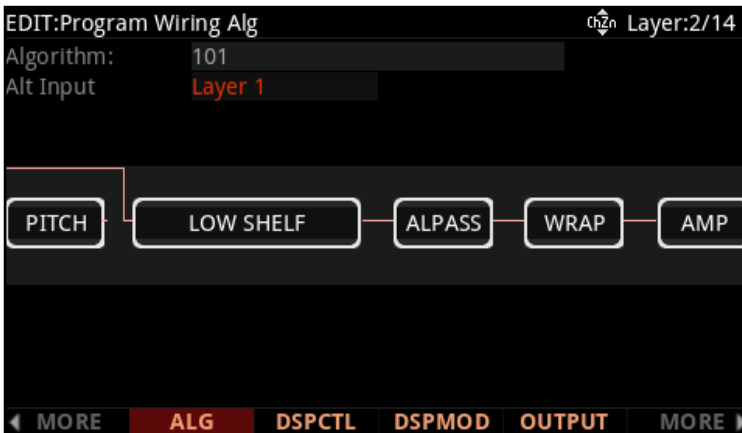 EDIT:Program Wiring Alg ChZn Layer:2/14
Algorithm: 101
Alt Input Layer 1
PITCH LOW SHELF ALPASS WRAP AMP
MORE ALG DSPCTL DSPMOD OUTPUT MORE